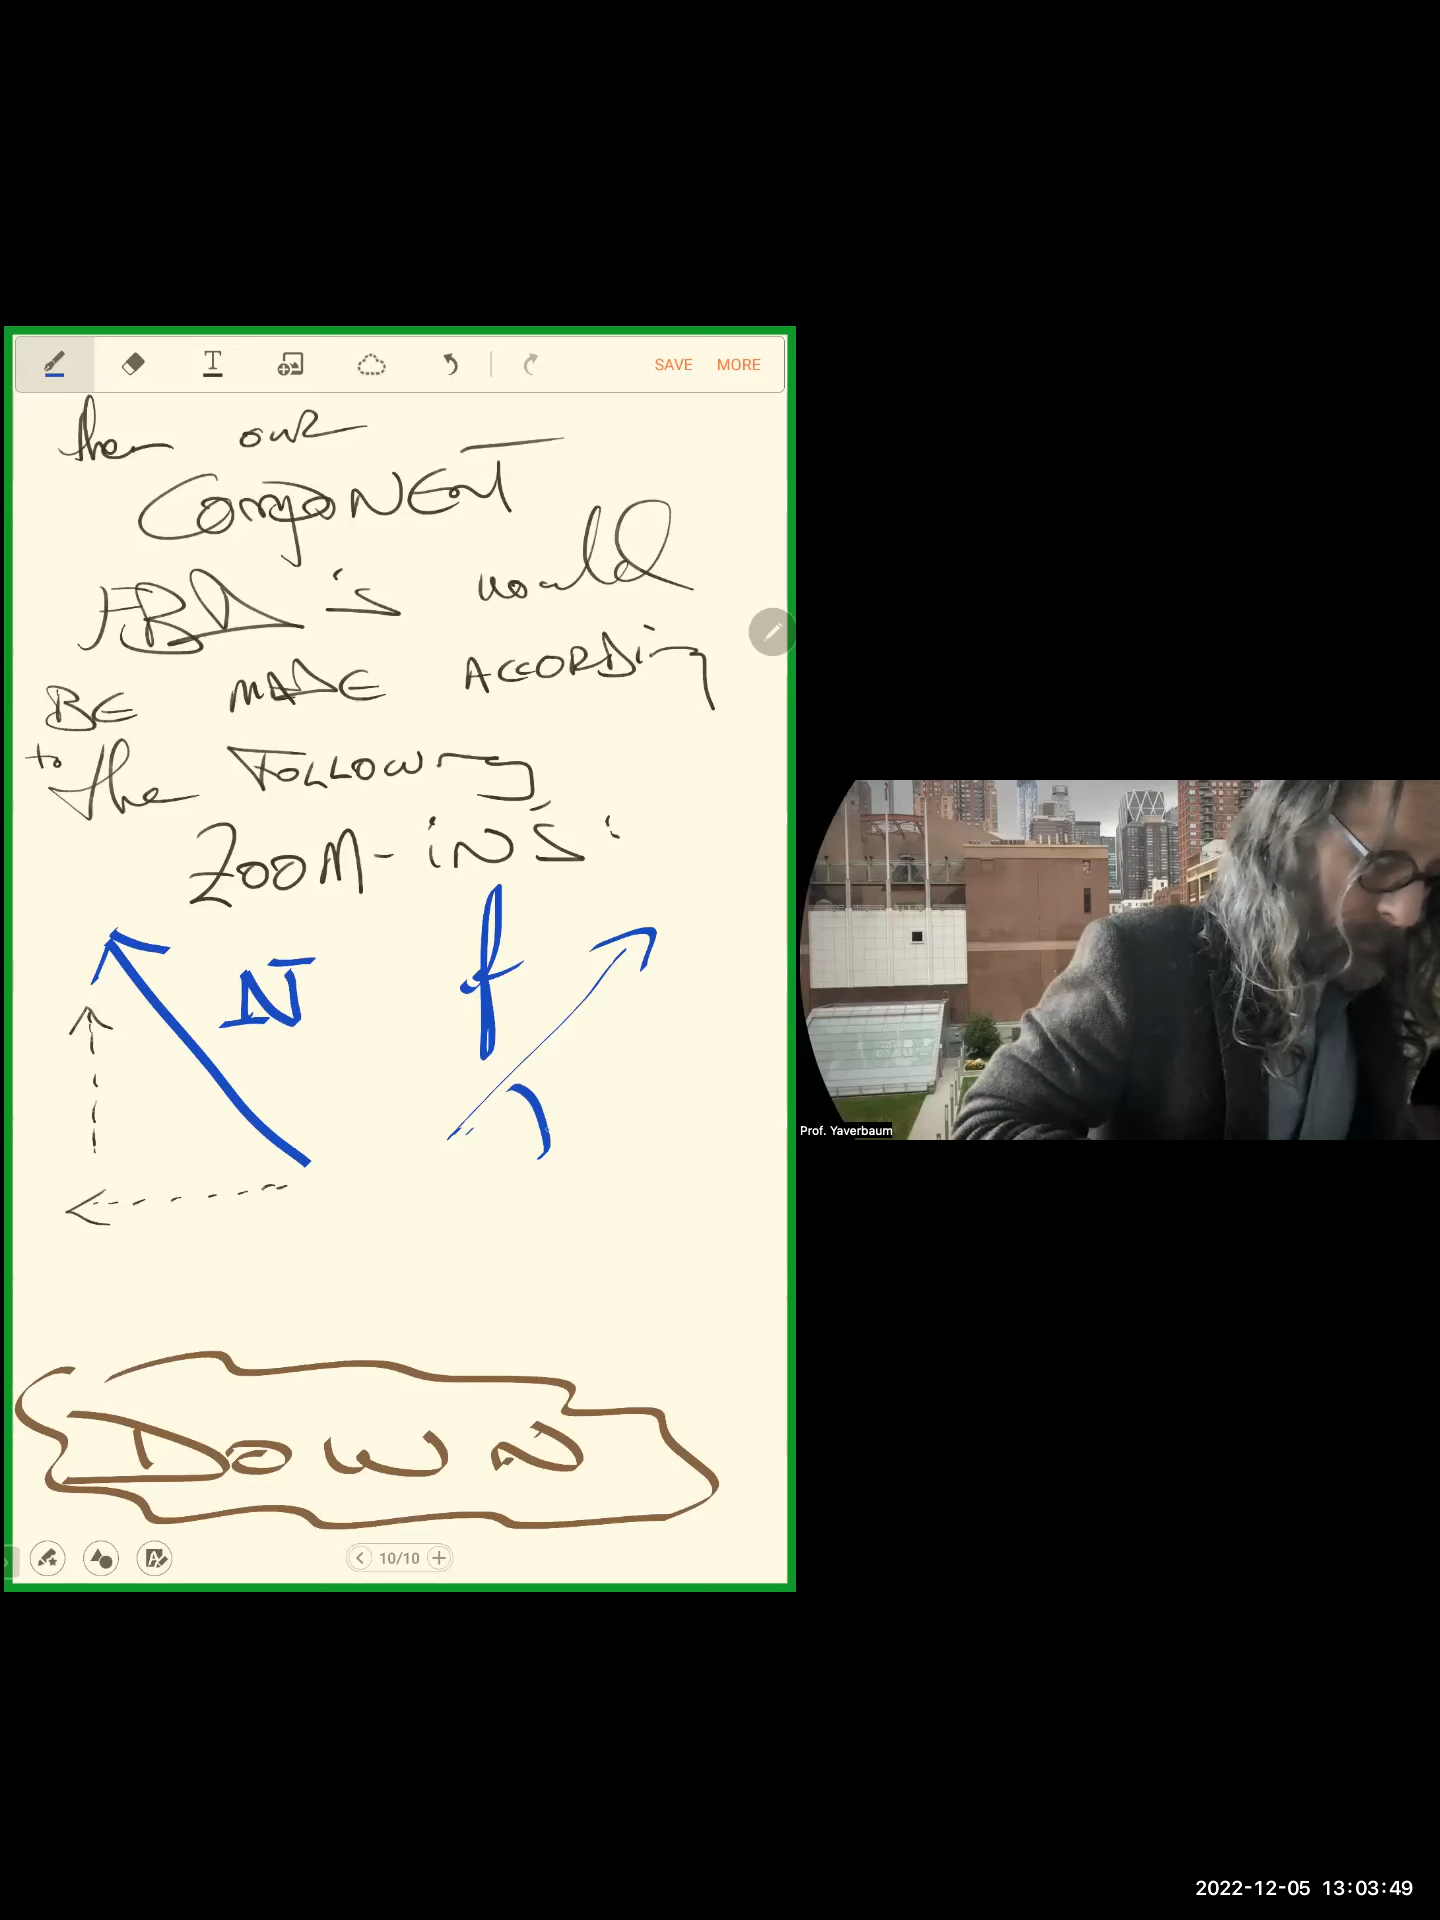 T
SAVE MORE
then our
COMPONENT
FBD's would
BE MADE ACCORDing
to the FOLLOWing
ZOOM-INS:
N f
DOWN
10/10
Prof. Yaverbaum
2022-12-05 13:03:49